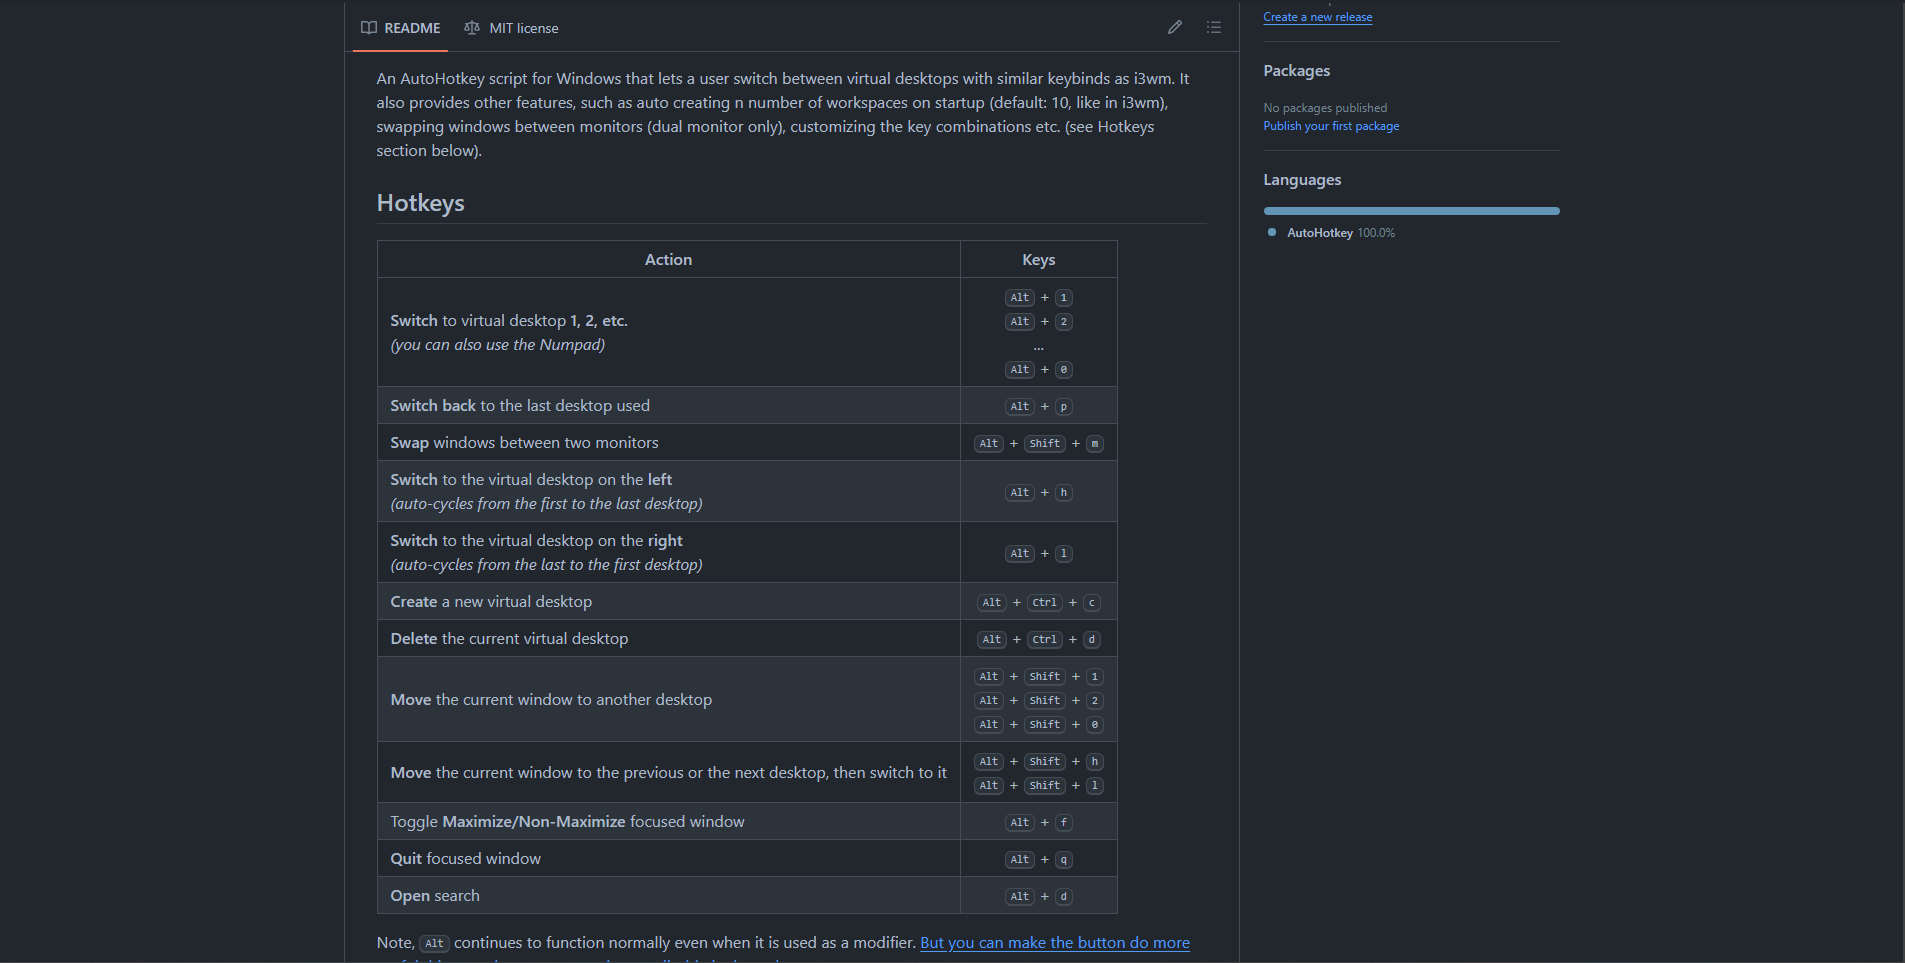 README
MIT license
An AutoHotkey script for Windows that lets a user switch between virtual desktops with similar keybinds as i3wm. It
also provides other features, such as auto creating n number of workspaces on startup (default: 10, like in i3wm),
swapping windows between monitors (dual monitor only), customizing the key combinations etc. (see Hotkeys
section below).
Hotkeys
Action Keys
Switch to virtual desktop 1, 2, etc.
(you can also use the Numpad)
Alt + 1
Alt + 2
...
Alt + 0
Switch back to the last desktop used Alt + p
Swap windows between two monitors Alt + Shift + m
Switch to the virtual desktop on the left
(auto-cycles from the first to the last desktop)
Alt + h
Switch to the virtual desktop on the right
(auto-cycles from the last to the first desktop)
Alt + l
Create a new virtual desktop Alt + Ctrl + c
Delete the current virtual desktop Alt + Ctrl + d
Move the current window to another desktop
Alt + Shift + 1
Alt + Shift + 2
Alt + Shift + 0
Move the current window to the previous or the next desktop, then switch to it
Alt + Shift + h
Alt + Shift + l
Toggle Maximize/Non-Maximize focused window Alt + f
Quit focused window Alt + q
Open search Alt + d
Note, Alt continues to function normally even when it is used as a modifier. But you can make the button do more
Create a new release
Packages
No packages published
Publish your first package
Languages
AutoHotkey 100.0%